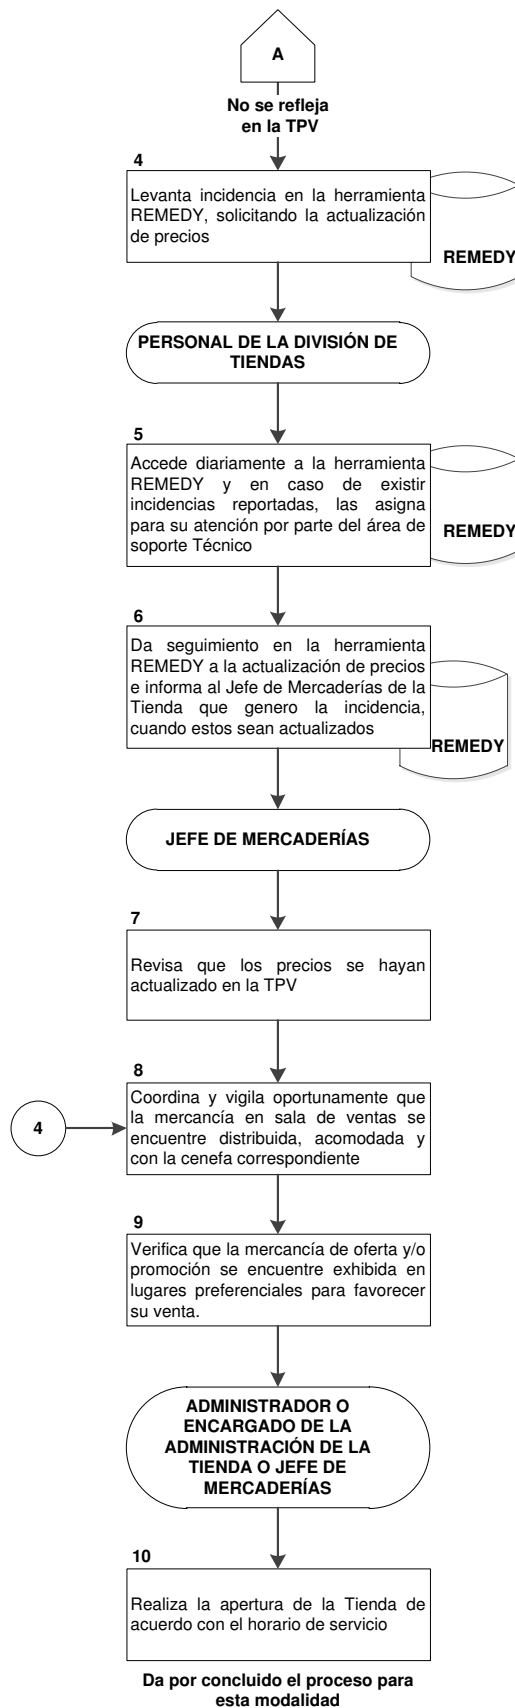 A
No se refleja
en la TPV
4
Levanta incidencia en la herramienta
REMEDY, solicitando la actualización
de precios
REMEDY
PERSONAL DE LA DIVISIÓN DE
TIENDAS
5
Accede diariamente a la herramienta
REMEDY y en caso de existir
incidencias reportadas, las asigna
para su atención por parte del área de
soporte Técnico
REMEDY
6
Da seguimiento en la herramienta
REMEDY a la actualización de precios
e informa al Jefe de Mercaderías de la
Tienda que genero la incidencia,
cuando estos sean actualizados
REMEDY
JEFE DE MERCADERÍAS
7
Revisa que los precios se hayan
actualizado en la TPV
8
Coordina y vigila oportunamente que
la mercancía en sala de ventas se
encuentre distribuida, acomodada y
con la cenefa correspondiente
4
9
Verifica que la mercancía de oferta y/o
promoción se encuentre exhibida en
lugares preferenciales para favorecer
su venta.
ADMINISTRADOR O
ENCARGADO DE LA
ADMINISTRACIÓN DE LA
TIENDA O JEFE DE
MERCADERÍAS
10
Realiza la apertura de la Tienda de
acuerdo con el horario de servicio
Da por concluido el proceso para
esta modalidad